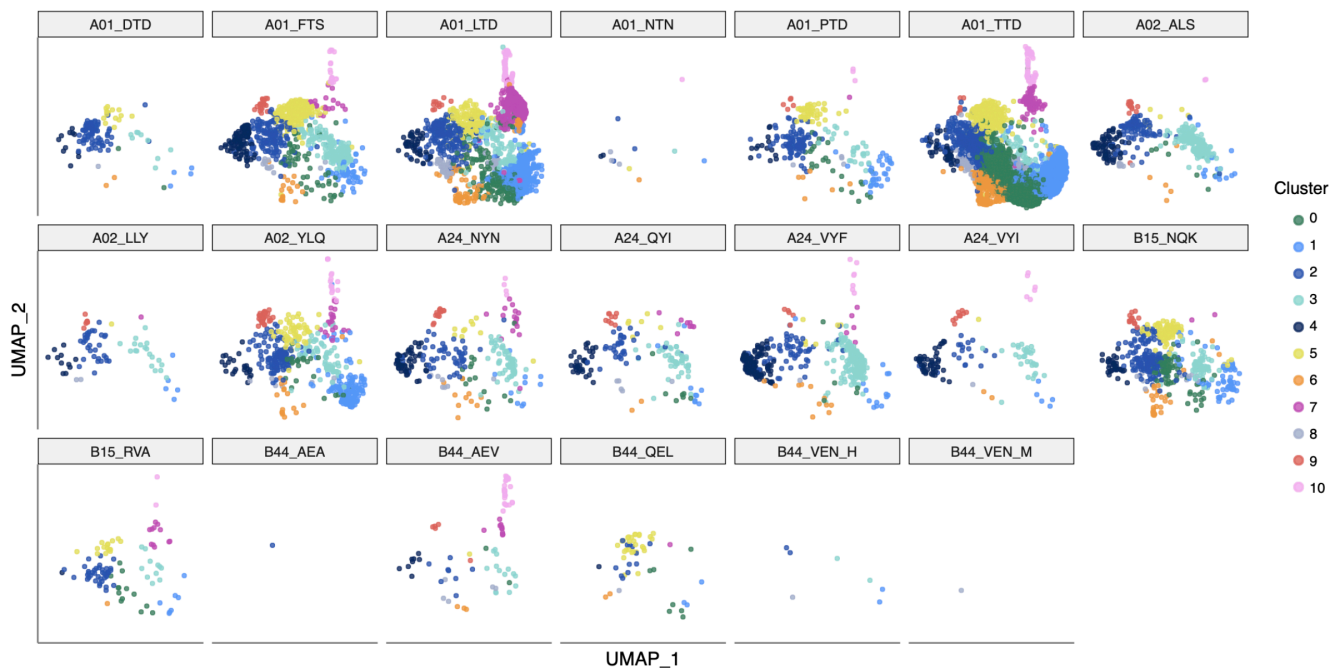 A01_DTD A01_FTS A01_LTD A01_NTN A01_PTD A01_TTD A02_ALS
A02_LLY A02_YLQ A24_NYN A24_QYI A24_VYF A24_VYI B15_NQK
B15_RVA B44_AEA B44_AEV B44_QEL B44_VEN_H B44_VEN_M
UMAP_2
UMAP_1
Cluster
0
1
2
3
4
5
6
7
8
9
10